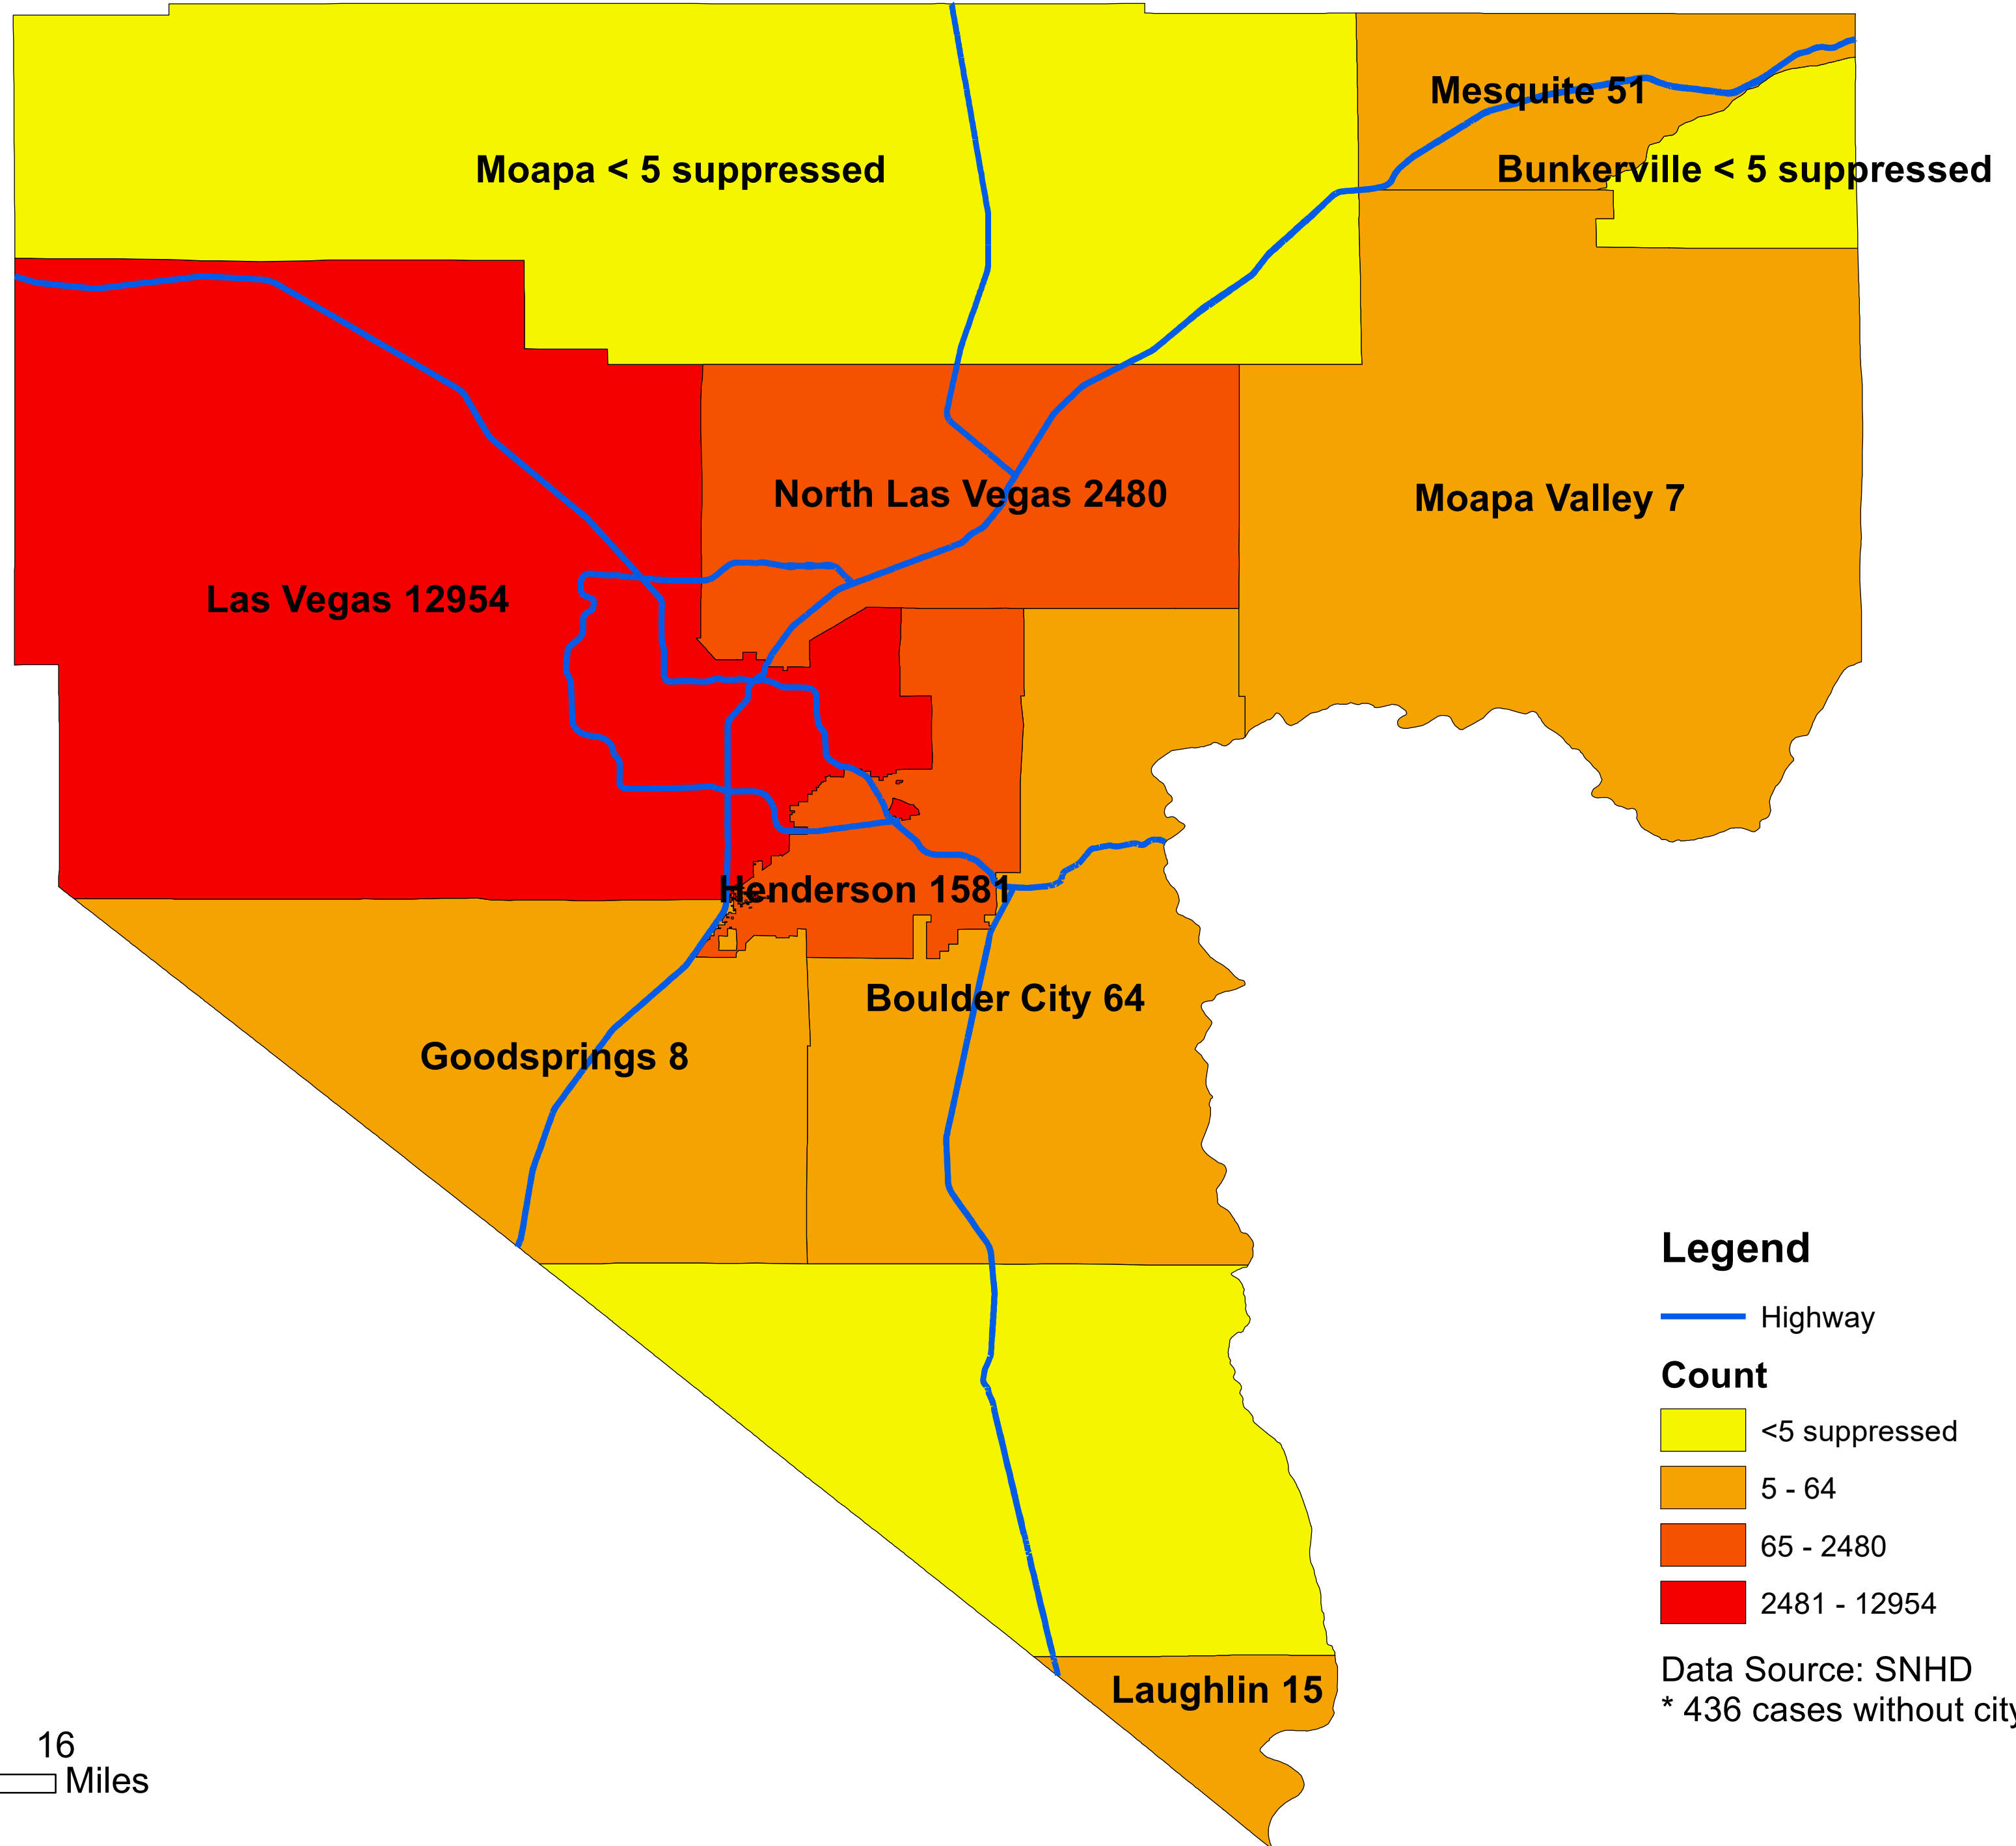 Mesquite 51
Moapa < 5 suppressed
Bunkerville < 5 suppressed
North Las Vegas 2480
Moapa Valley 7
Las Vegas 12954
Henderson 1581
Boulder City 64
Goodsprings 8
Laughlin 15
Legend
Highway
Count
<5 suppressed
5 - 64
65 - 2480
2481 - 12954
Data Source: SNHD
* 436 cases without city
16
Miles